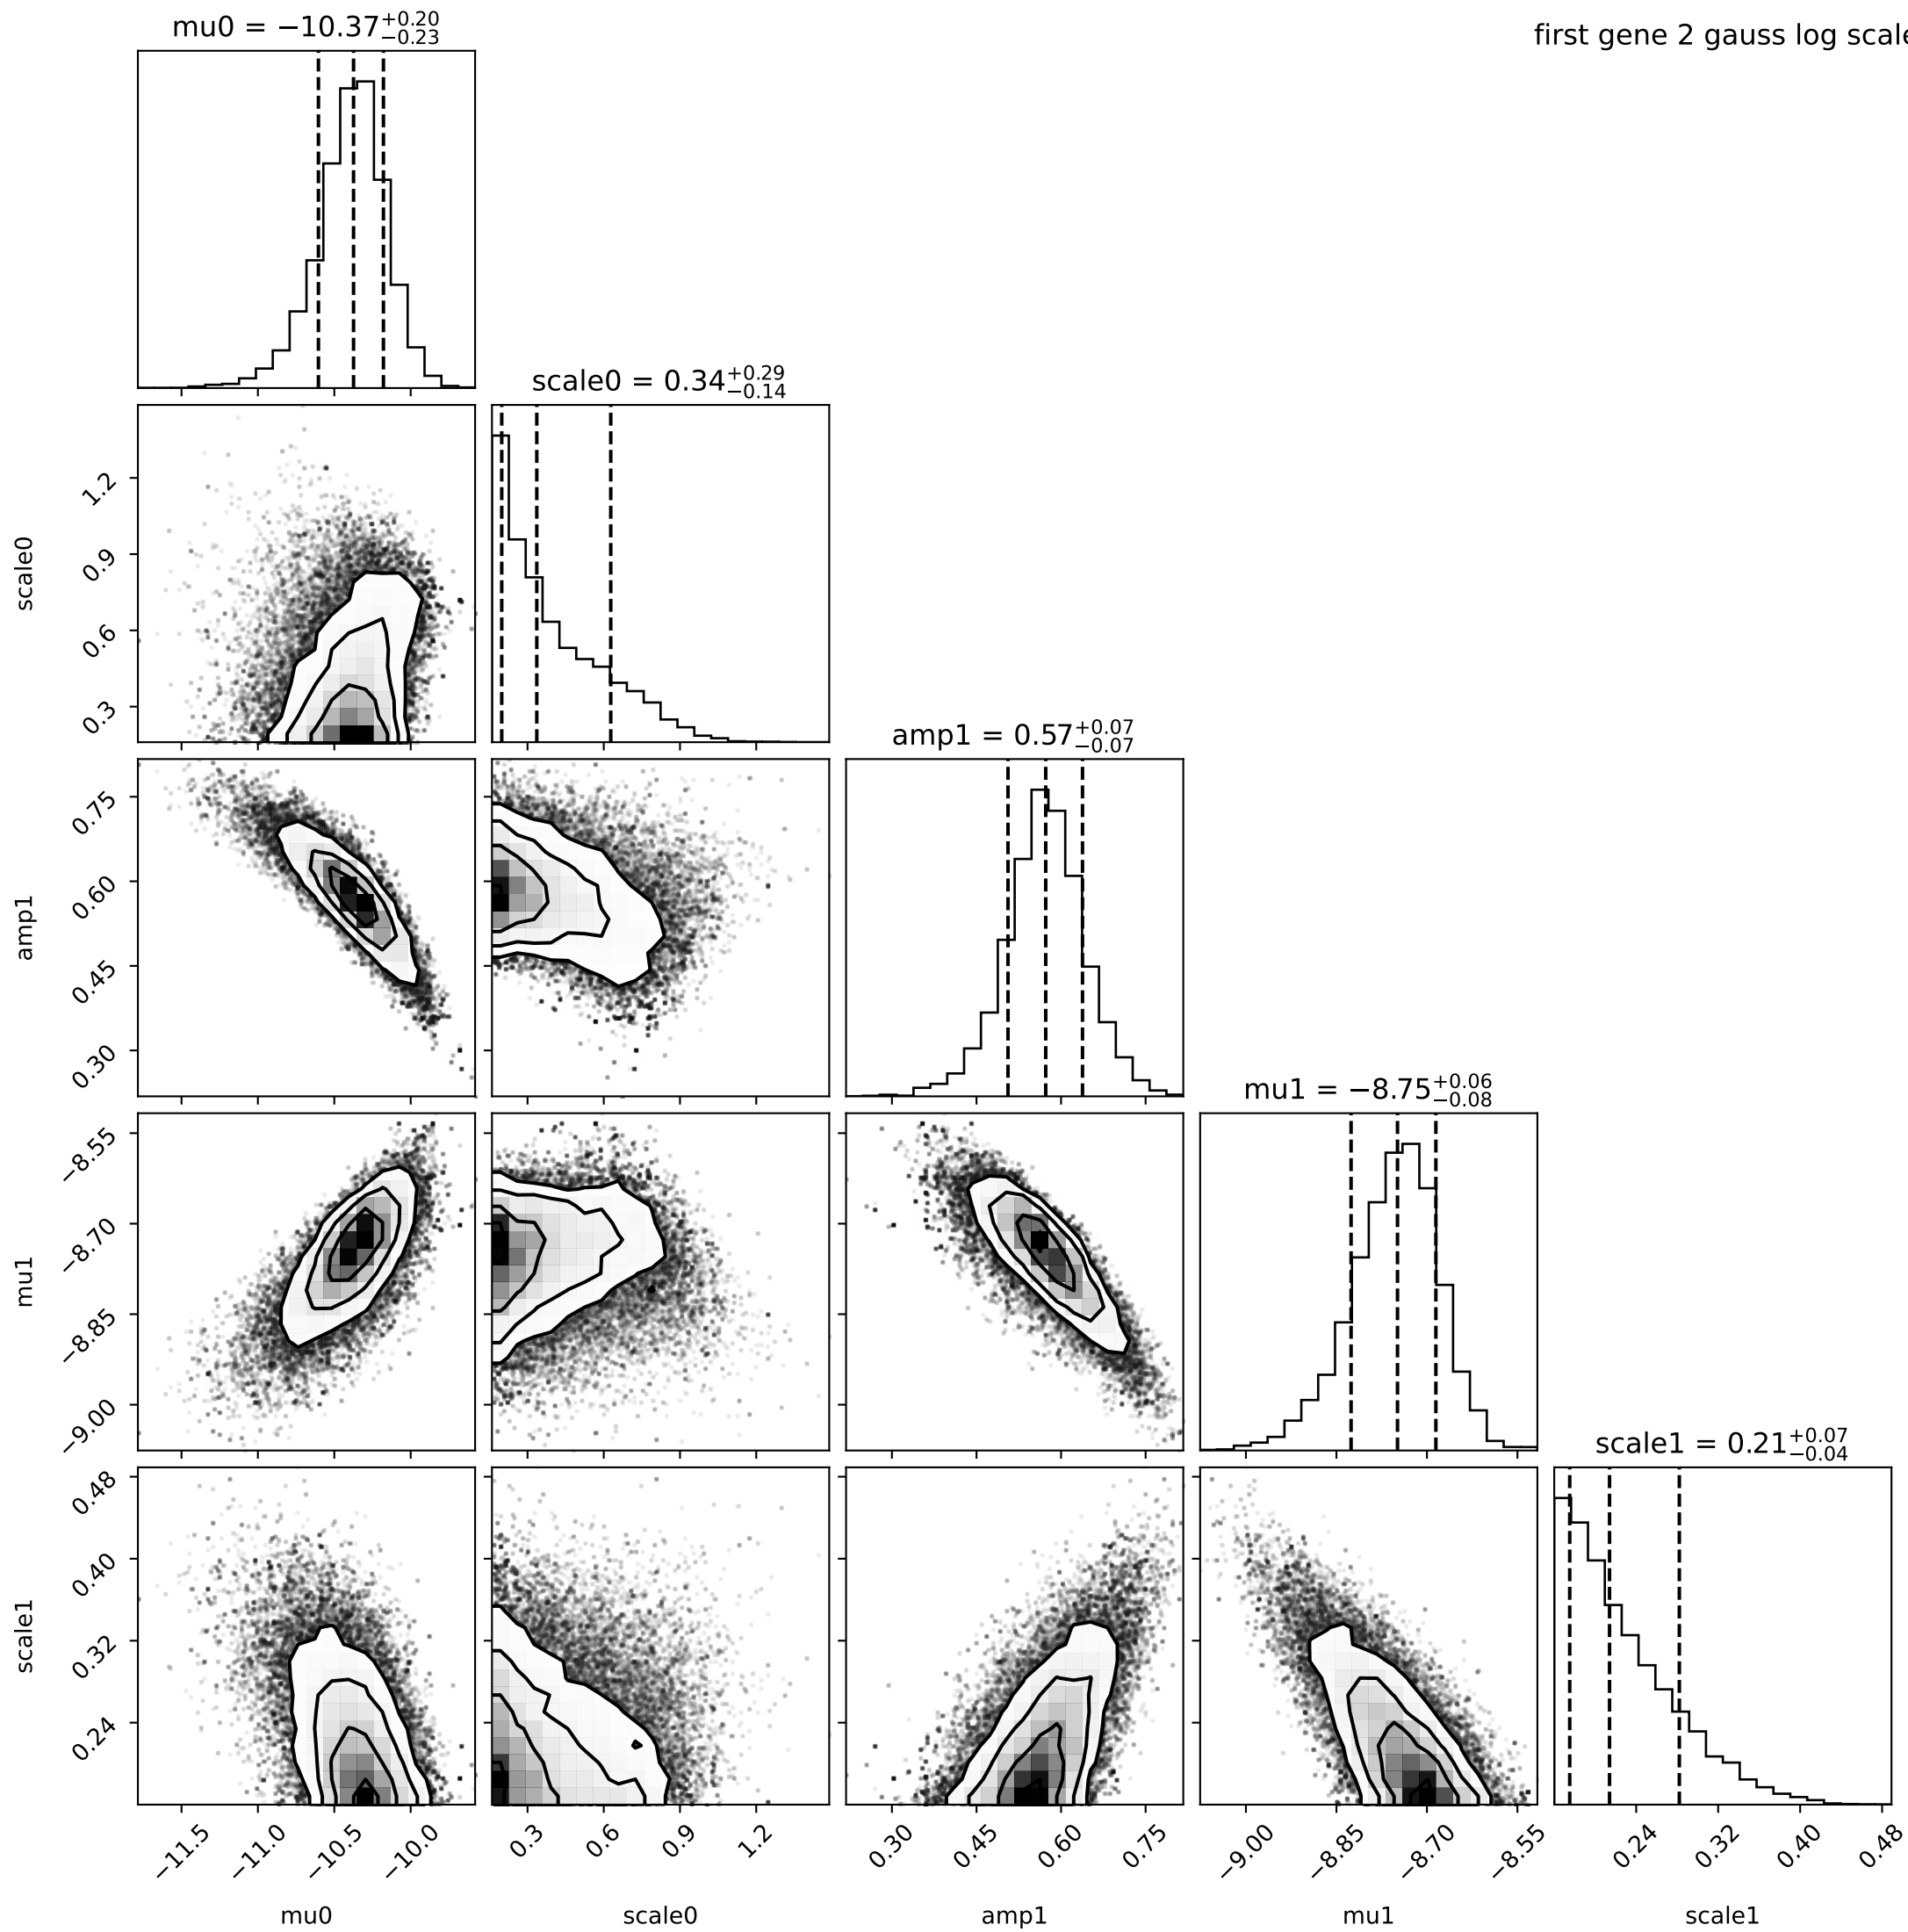 mu0 = −10.37+0.20−0.23
first gene 2 gauss log scale
scale0 = 0.34+0.29−0.14
1.2
0.9
0.6
0.3
scale0
amp1 = 0.57+0.07−0.07
0.75
0.60
0.45
0.30
amp1
mu1 = −8.75+0.06−0.08
−8.55
−8.70
−8.85
−9.00
mu1
scale1 = 0.21+0.07−0.04
0.48
0.40
0.32
0.24
scale1
−11.5 −11.0 −10.5 −10.0
0.3 0.6 0.9 1.2
0.30 0.45 0.60 0.75
−9.00 −8.85 −8.70 −8.55
0.24 0.32 0.40 0.48
mu0 scale0 amp1 mu1 scale1